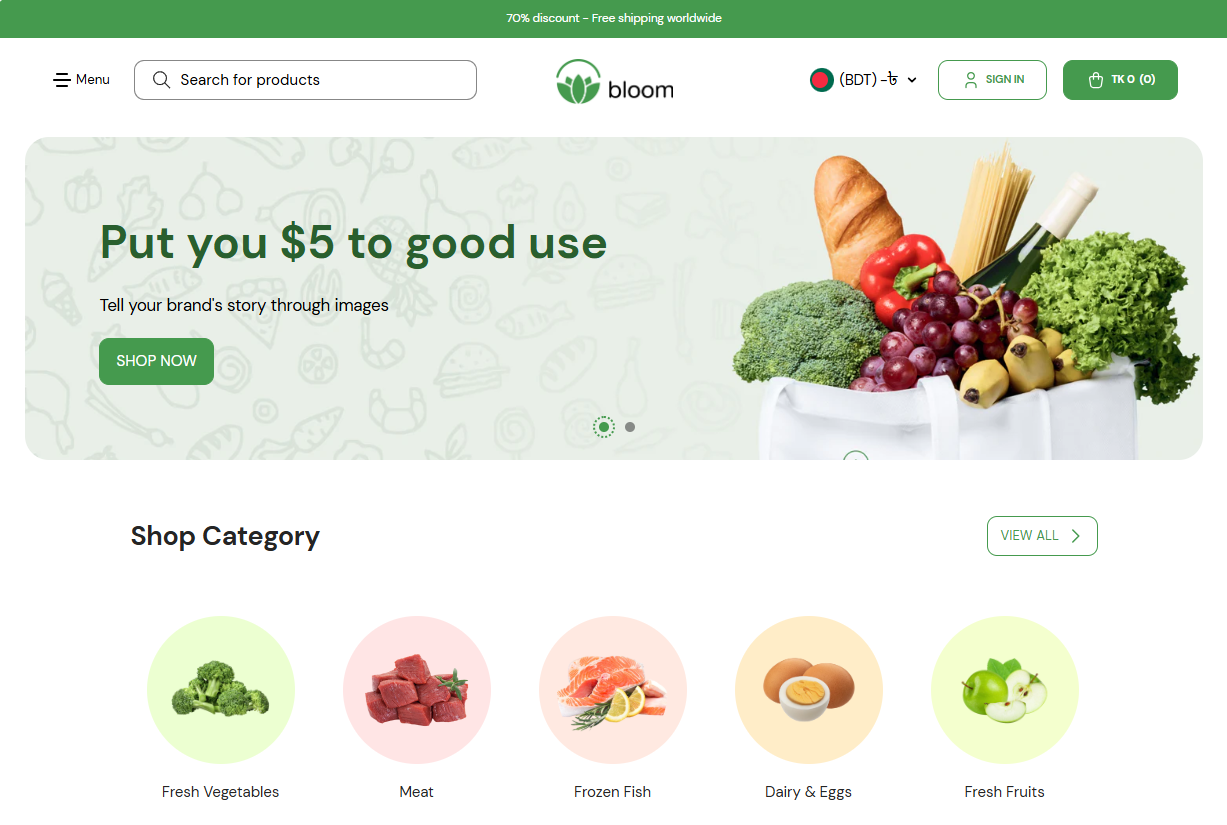 70% discount - Free shipping worldwide
Menu
Search for products
bloom
(BDT) -৳
SIGN IN
TK 0 (0)
Put you $5 to good use
Tell your brand's story through images
SHOP NOW
Shop Category
VIEW ALL
Fresh Vegetables
Meat
Frozen Fish
Dairy & Eggs
Fresh Fruits